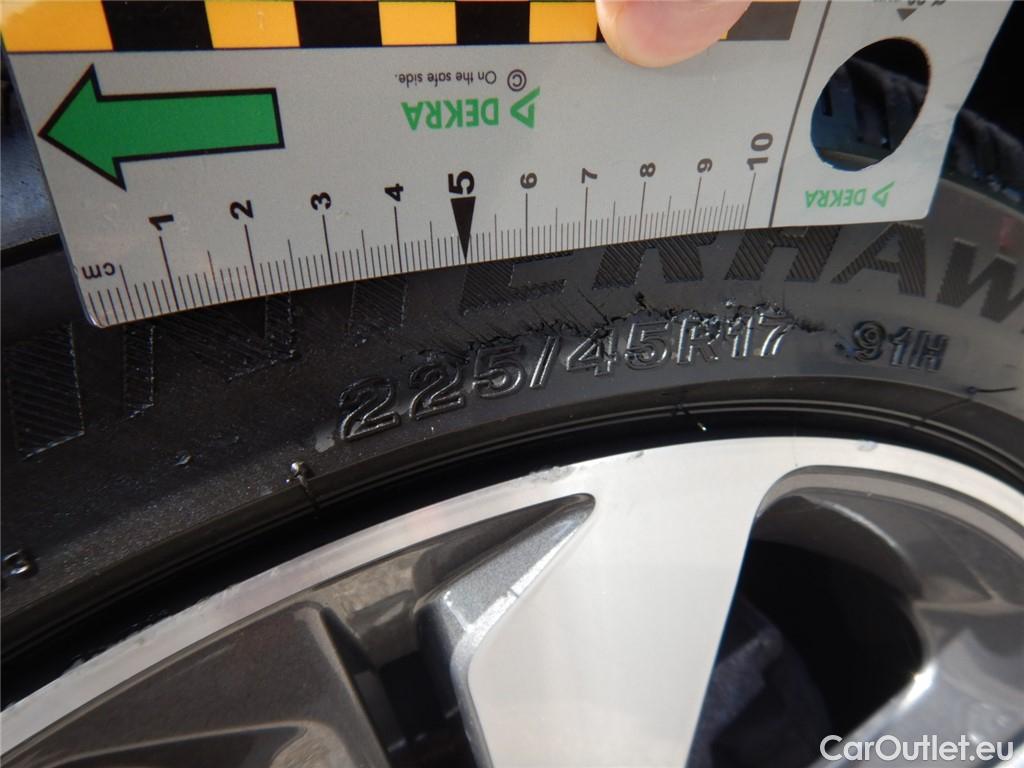 On the safe side.
DEKRA
1 2 3 4 5 6 7 8 9 10
cm
DEKRA
225/45R17 91H
CarOutlet.eu